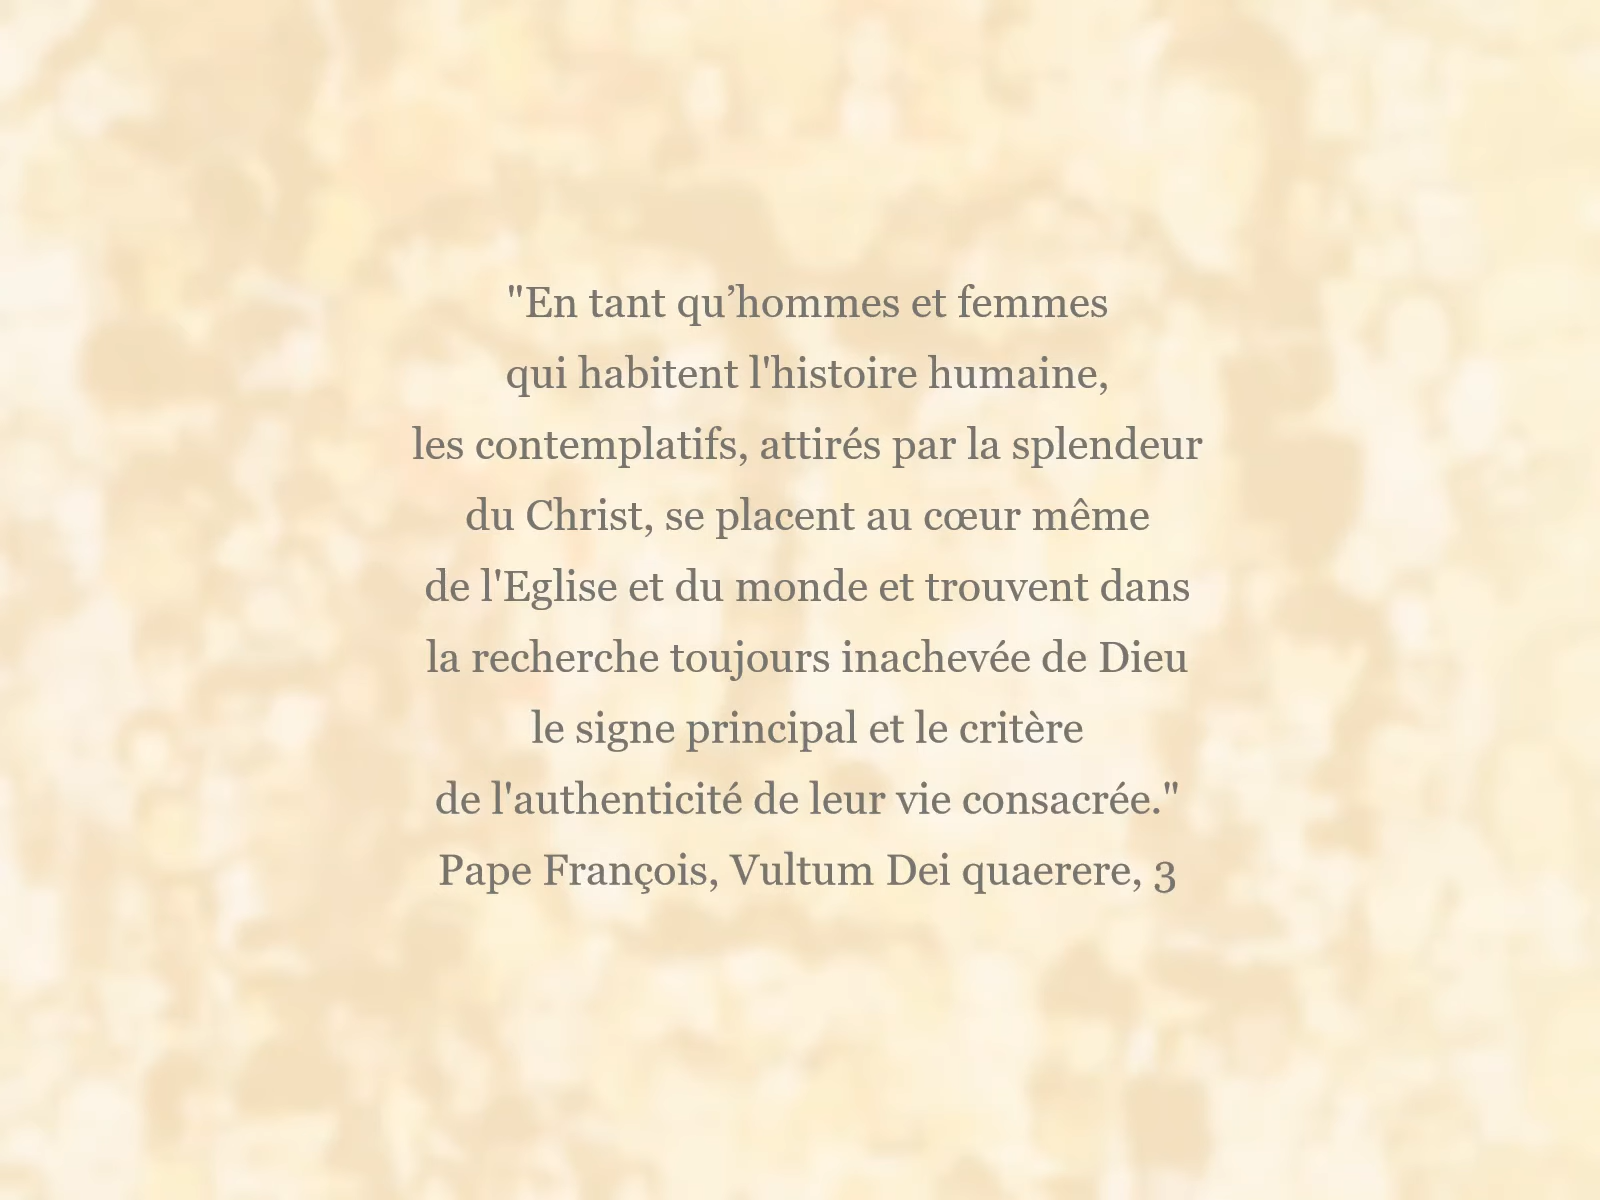 "En tant qu’hommes et femmes
qui habitent l'histoire humaine,
les contemplatifs, attirés par la splendeur
du Christ, se placent au cœur même
de l'Eglise et du monde et trouvent dans
la recherche toujours inachevée de Dieu
le signe principal et le critère
de l'authenticité de leur vie consacrée."
Pape François, Vultum Dei quaerere, 3